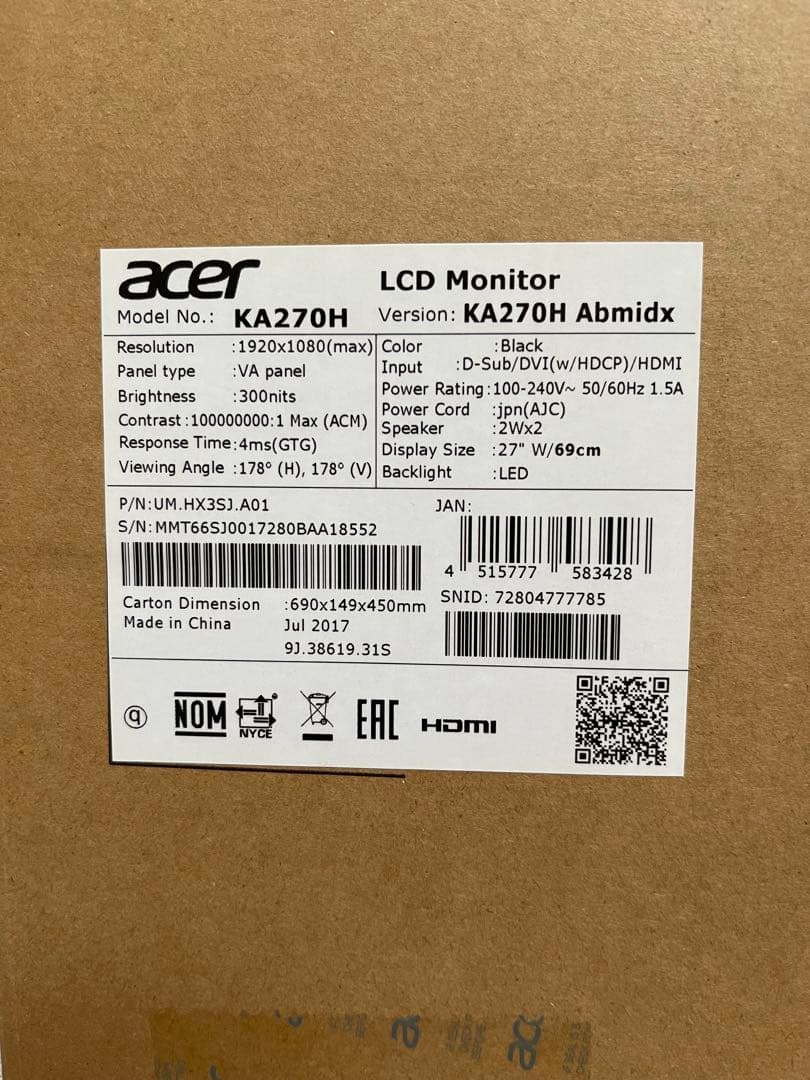 acer
LCD Monitor
Model No.: KA270H
Version: KA270H Abmidx
Resolution :1920x1080(max)
Panel type :VA panel
Brightness :300nits
Contrast :100000000:1 Max (ACM)
Response Time:4ms(GTG)
Viewing Angle :178° (H), 178° (V)
Color :Black
Input :D-Sub/DVI(w/HDCP)/HDMI
Power Rating:100-240V~ 50/60Hz 1.5A
Power Cord :jpn(AJC)
Speaker :2Wx2
Display Size :27" W/69cm
Backlight :LED
P/N:UM.HX3SJ.A01
S/N:MMT66SJ0017280BAA18552
JAN:
4 515777 583428
Carton Dimension :690x149x450mm
Made in China Jul 2017
9J.38619.31S
SNID: 72804777785
q
NOM
NYCE
EAC
HDMI